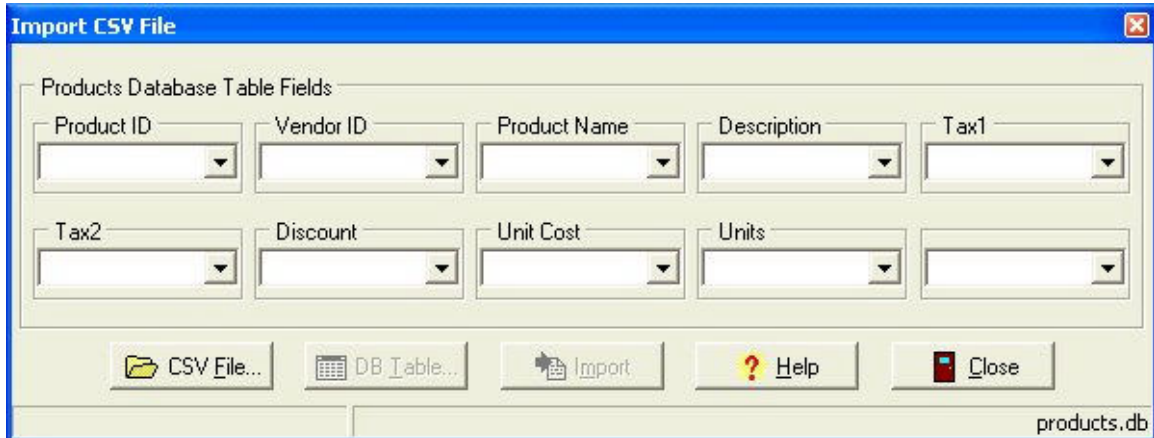 Import CSV File
Products Database Table Fields
Product ID Vendor ID Product Name Description Tax1
Tax2 Discount Unit Cost Units
CSV File... DB Table... Import Help Close
products.db